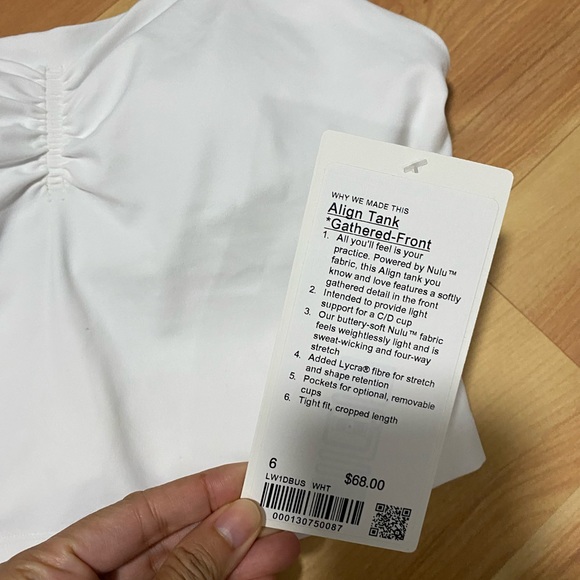 WHY WE MADE THIS
Align Tank
*Gathered-Front
1. All you'll feel is your
practice. Powered by Nulu™
fabric, this Align tank you
know and love features a softly
gathered detail in the front
2. Intended to provide light
support for a C/D cup
3. Our buttery-soft Nulu™ fabric
feels weightlessly light and is
sweat-wicking and four-way
stretch
4. Added Lycra® fibre for stretch
and shape retention
5. Pockets for optional, removable
cups
6. Tight fit, cropped length
6
$68.00
LW1DBUS WHT
000130750087